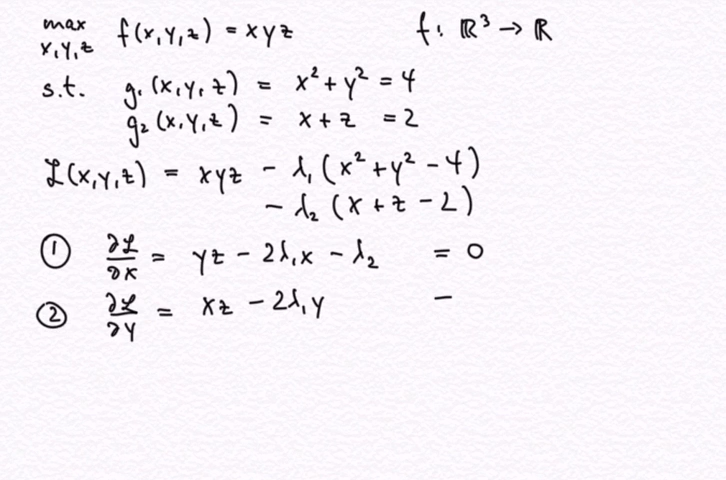 max f(x,y,z) = xyz f: ℝ³ → ℝ
x,y,z
s.t. g₁(x,y,z) = x² + y² = 4
g₂(x,y,z) = x + z = 2
ℒ(x,y,z) = xyz - λ₁(x² + y² - 4)
- λ₂(x + z - 2)
① ∂ℒ/∂x = yz - 2λ₁x - λ₂ = 0
② ∂ℒ/∂y = xz - 2λ₁y -